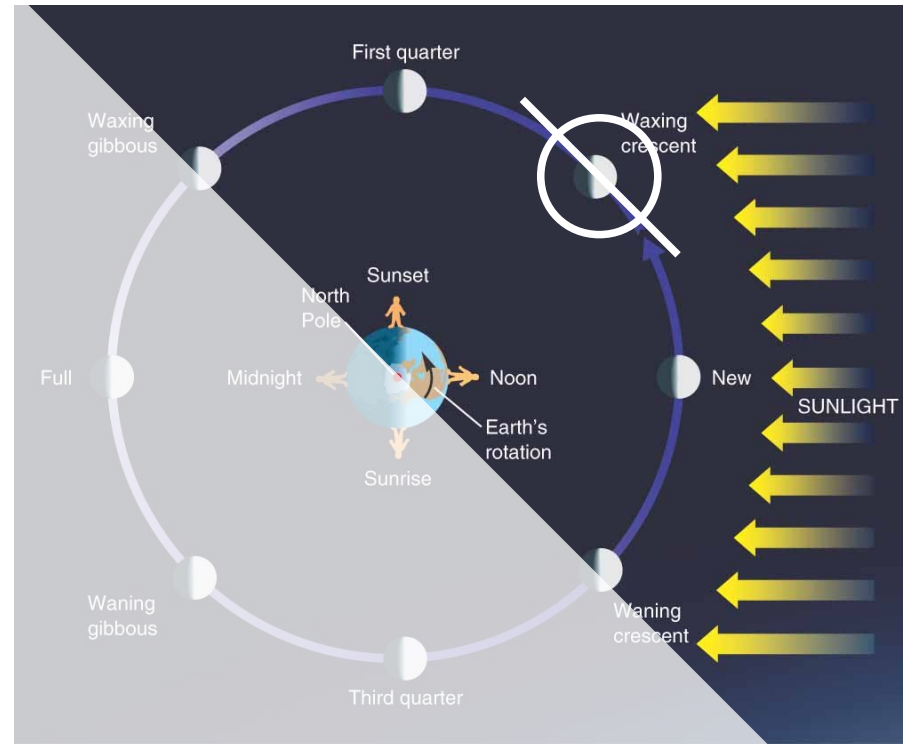 First quarter
Waxing
gibbous
Waxing
crescent
Sunset
North
Pole
Full
Midnight
Noon
New
SUNLIGHT
Earth's
rotation
Sunrise
Waning
gibbous
Waning
crescent
Third quarter